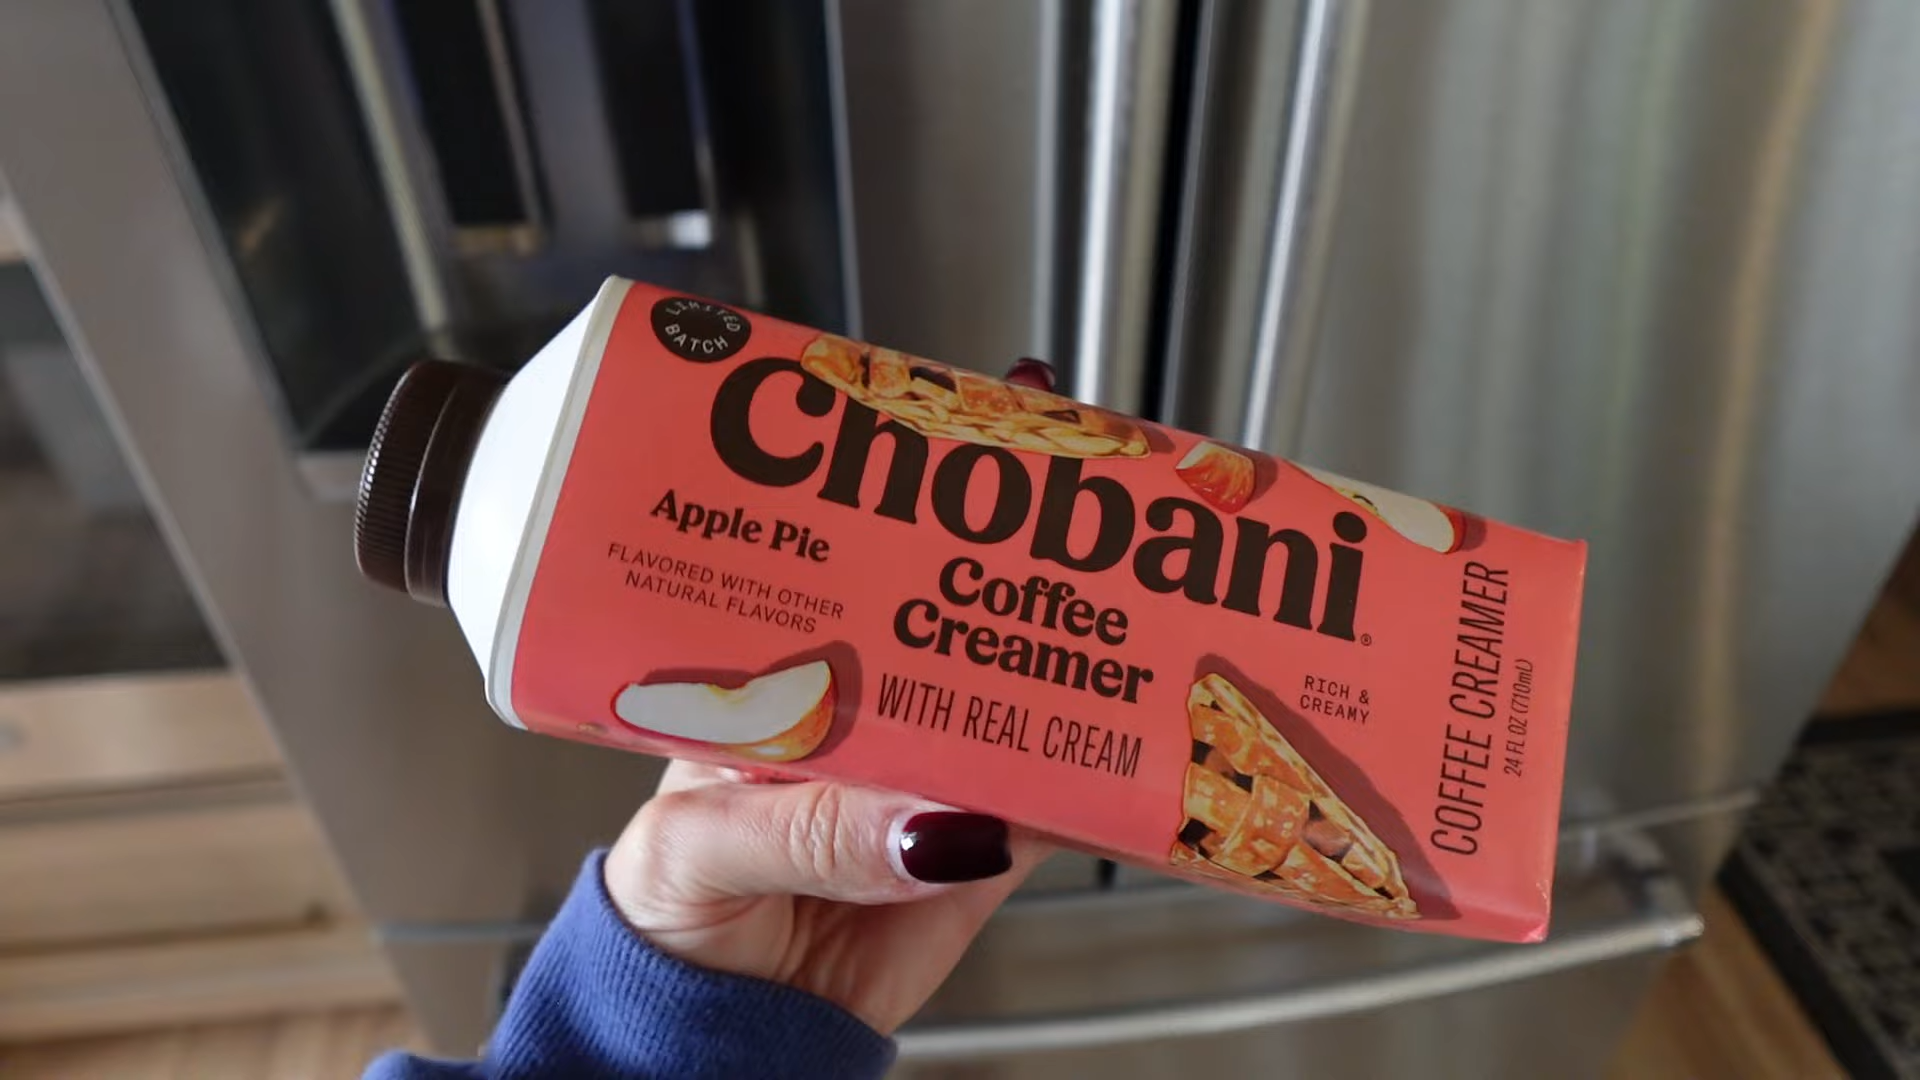 LIMITED
BATCH
Chobani®
Apple Pie
FLAVORED WITH OTHER
NATURAL FLAVORS
Coffee
Creamer
WITH REAL CREAM
RICH &
CREAMY
COFFEE CREAMER
24 FL OZ (710mL)